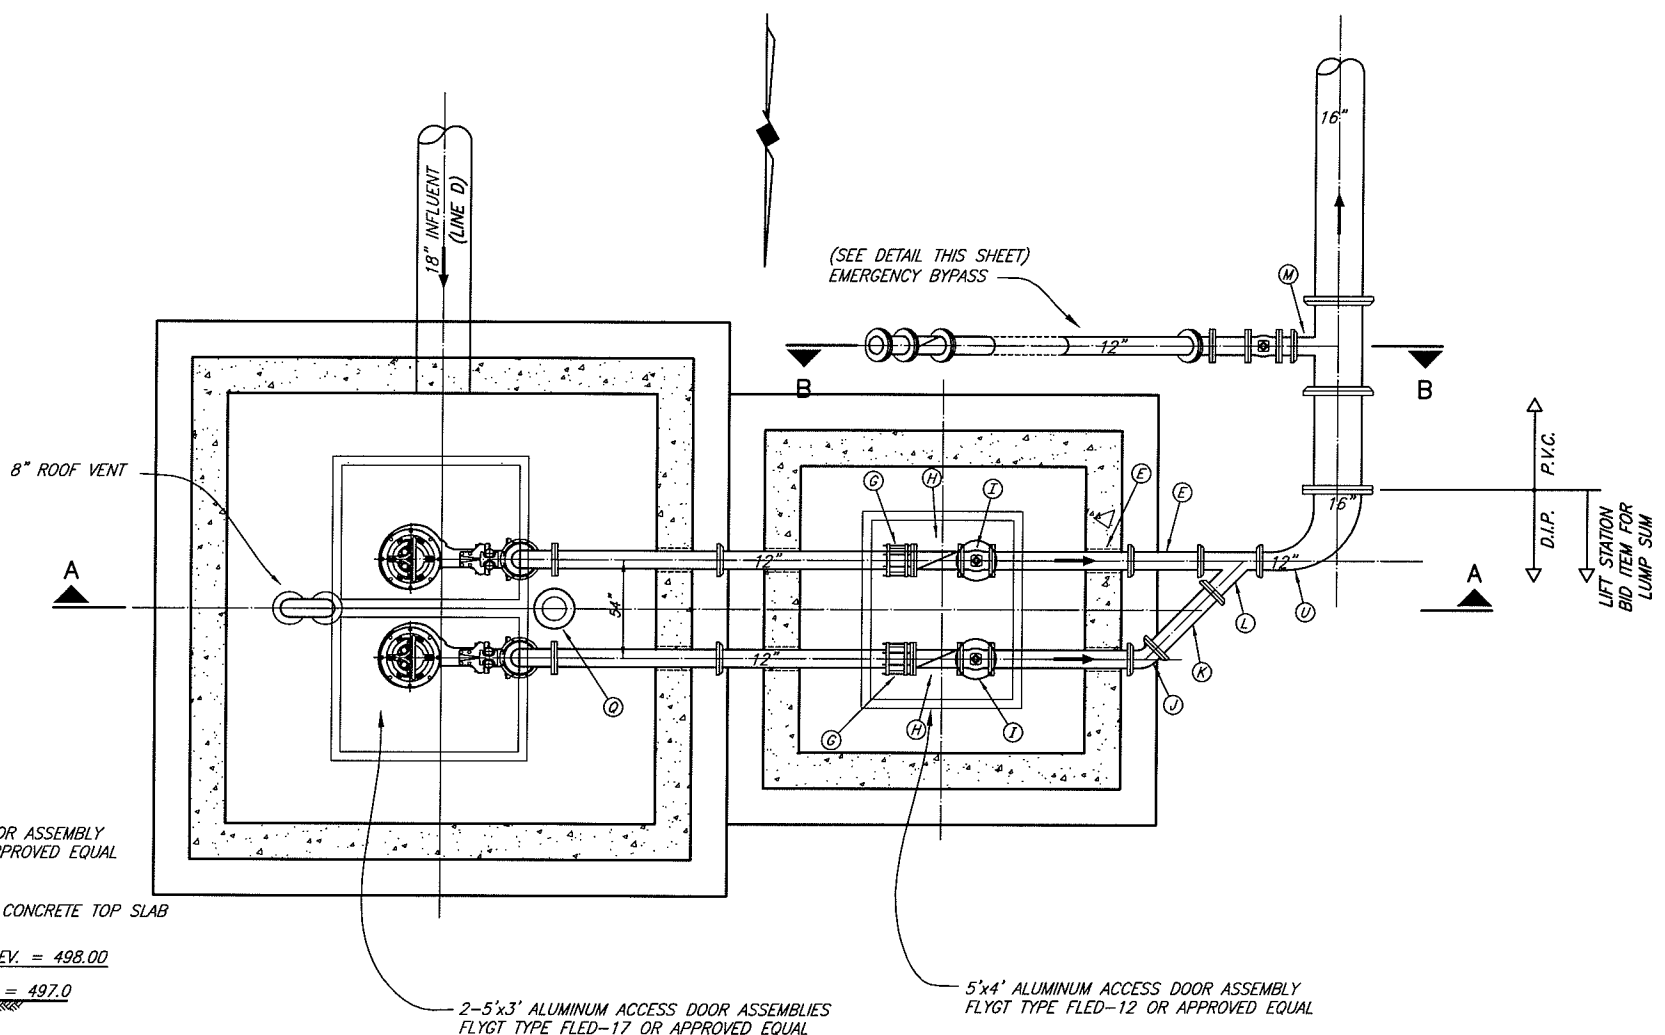 16"
18" INFLUENT
(LINE D)
(SEE DETAIL THIS SHEET)
EMERGENCY BYPASS
M
12"
B
B
8" ROOF VENT
G
H
I
E
E
16"
P.V.C.
D.I.P.
LIFT STATION
BID ITEM FOR
LUMP SUM
A
12"
12"
54"
A
U
L
12"
K
J
Q
G
H
I
OR ASSEMBLY
APPROVED EQUAL
CONCRETE TOP SLAB
EV. = 498.00
= 497.0
2-5'x3' ALUMINUM ACCESS DOOR ASSEMBLIES
FLYGT TYPE FLED-17 OR APPROVED EQUAL
5'x4' ALUMINUM ACCESS DOOR ASSEMBLY
FLYGT TYPE FLED-12 OR APPROVED EQUAL